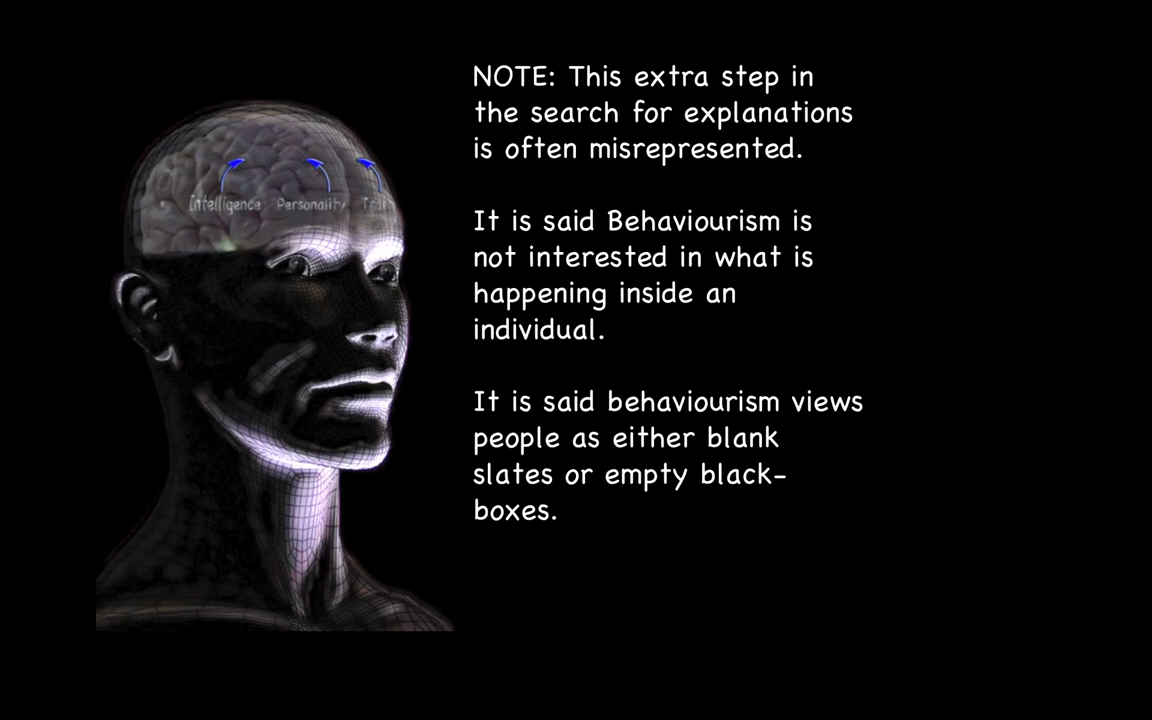 NOTE: This extra step in
the search for explanations
is often misrepresented.
It is said Behaviourism is
not interested in what is
happening inside an
individual.
It is said behaviourism views
people as either blank
slates or empty black-
boxes.
Intelligence Personality